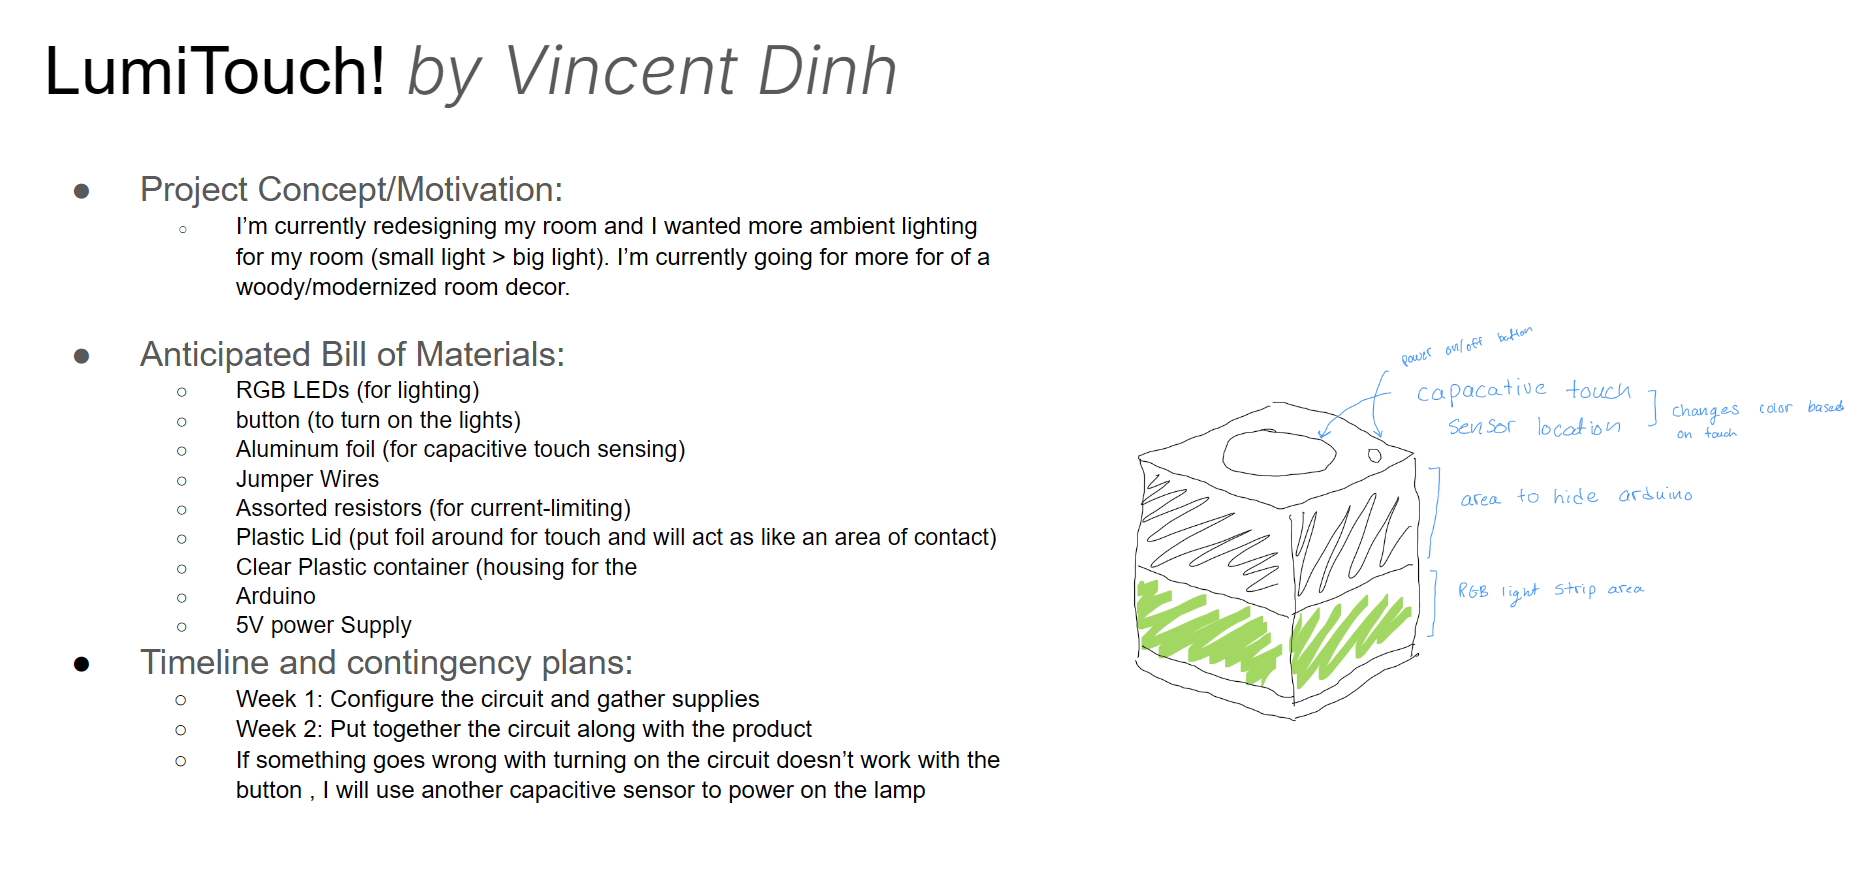 LumiTouch! by Vincent Dinh
● Project Concept/Motivation:
○ I’m currently redesigning my room and I wanted more ambient lighting
for my room (small light > big light). I’m currently going for more for of a
woody/modernized room decor.
● Anticipated Bill of Materials:
○ RGB LEDs (for lighting)
○ button (to turn on the lights)
○ Aluminum foil (for capacitive touch sensing)
○ Jumper Wires
○ Assorted resistors (for current-limiting)
○ Plastic Lid (put foil around for touch and will act as like an area of contact)
○ Clear Plastic container (housing for the
○ Arduino
○ 5V power Supply
● Timeline and contingency plans:
○ Week 1: Configure the circuit and gather supplies
○ Week 2: Put together the circuit along with the product
○ If something goes wrong with turning on the circuit doesn’t work with the
button , I will use another capacitive sensor to power on the lamp
power on/off button
capacative touch
sensor location
changes color based
on touch
area to hide arduino
RGB light strip area